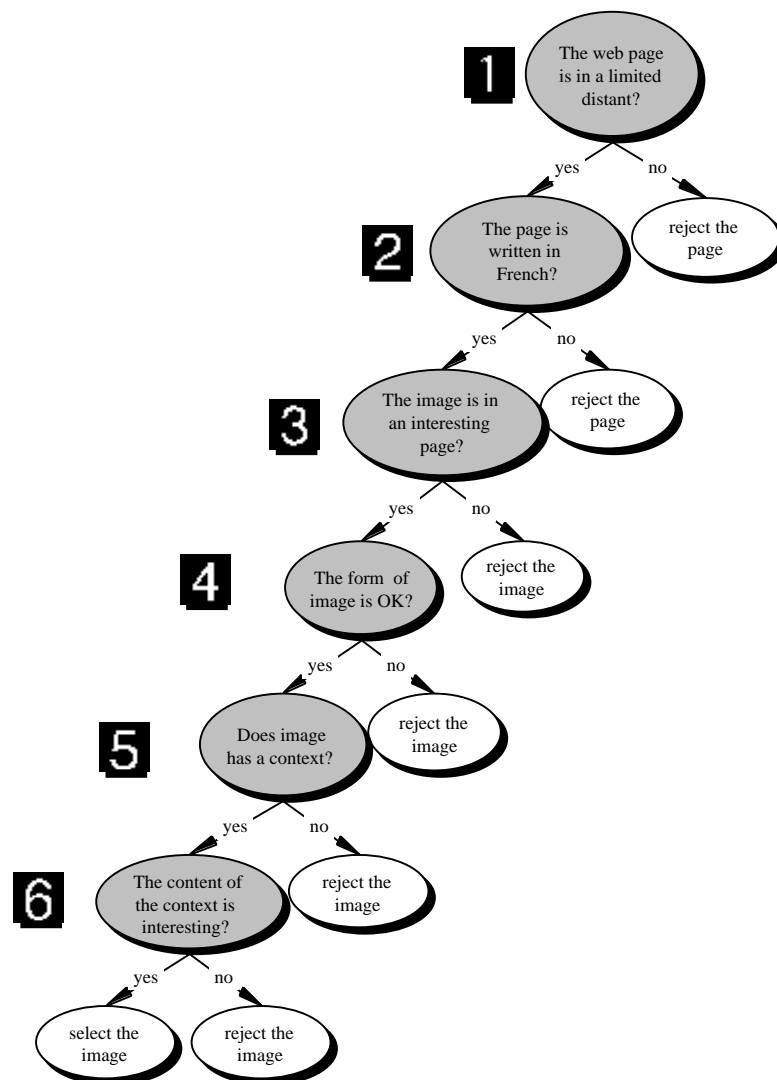 1
The web page
is in a limited
distant?
yes
no
2
The page is
written in
French?
reject the
page
yes
no
3
The image is in
an interesting
page?
reject the
page
yes
no
4
The form of
image is OK?
reject the
image
yes
no
5
Does image
has a context?
reject the
image
yes
no
6
The content of
the context is
interesting?
reject the
image
yes
no
select the
image
reject the
image